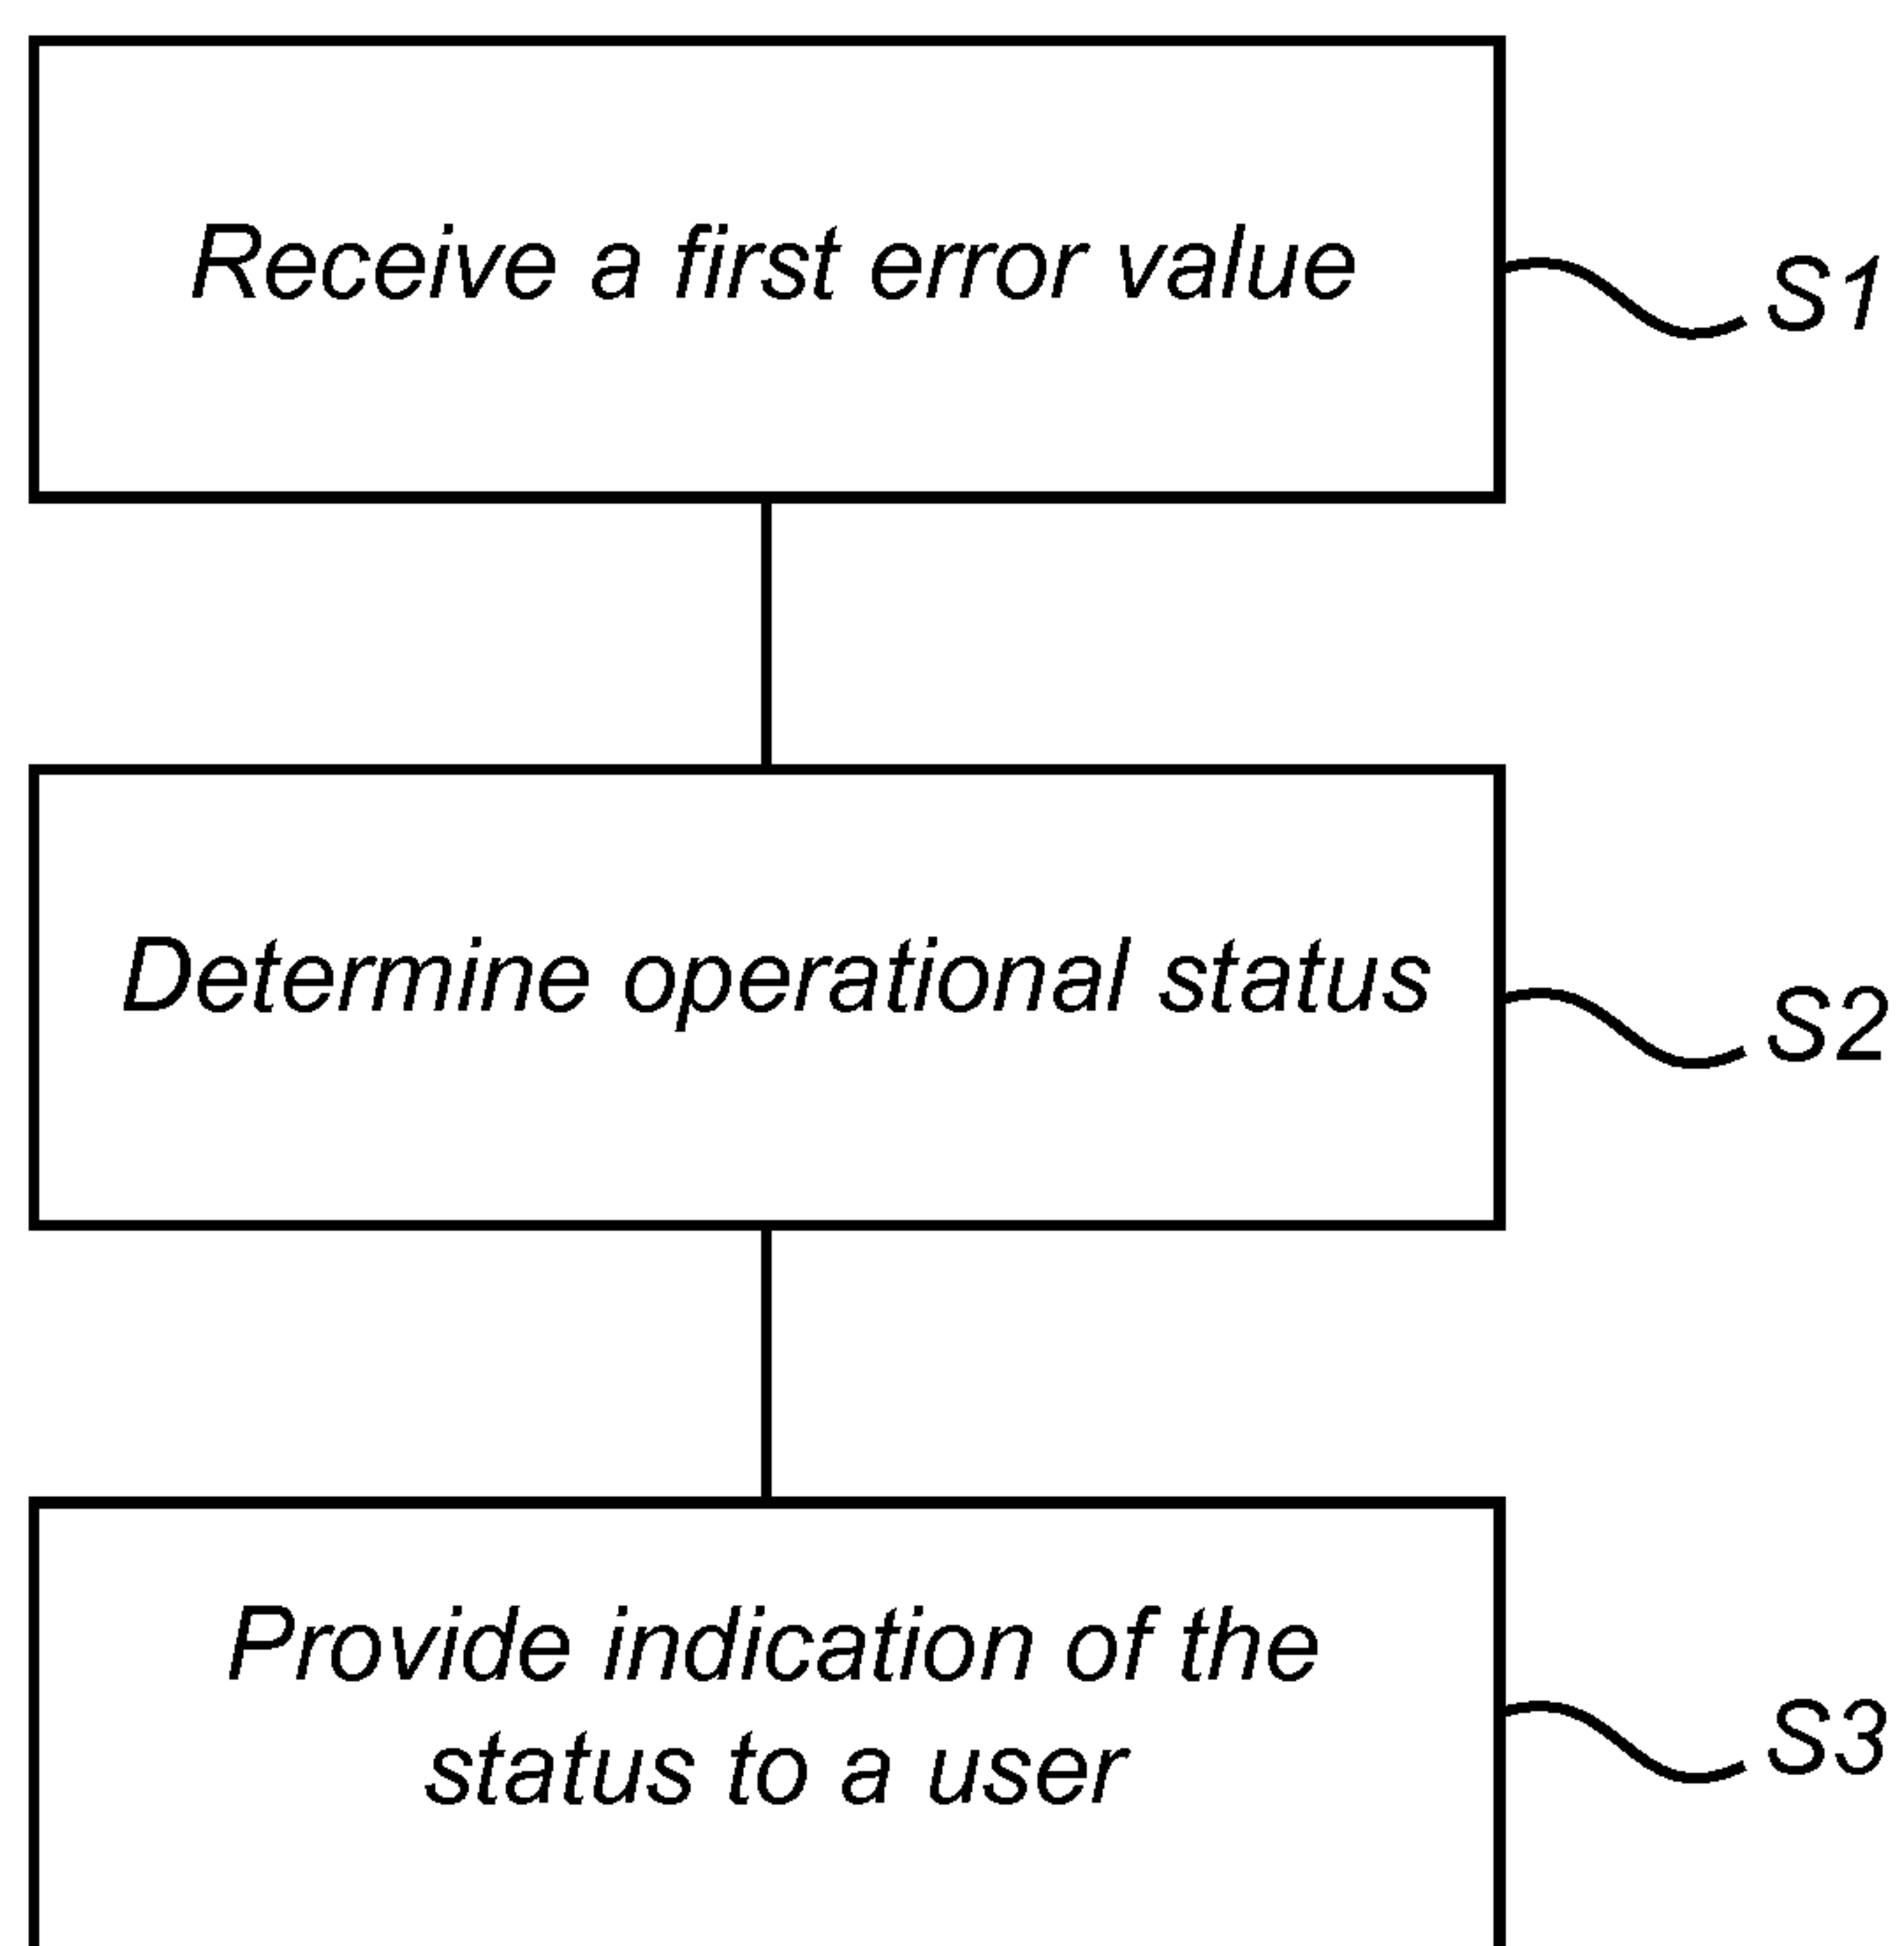 Receive a first error value
S1
Determine operational status
S2
Provide indication of the
status to a user
S3